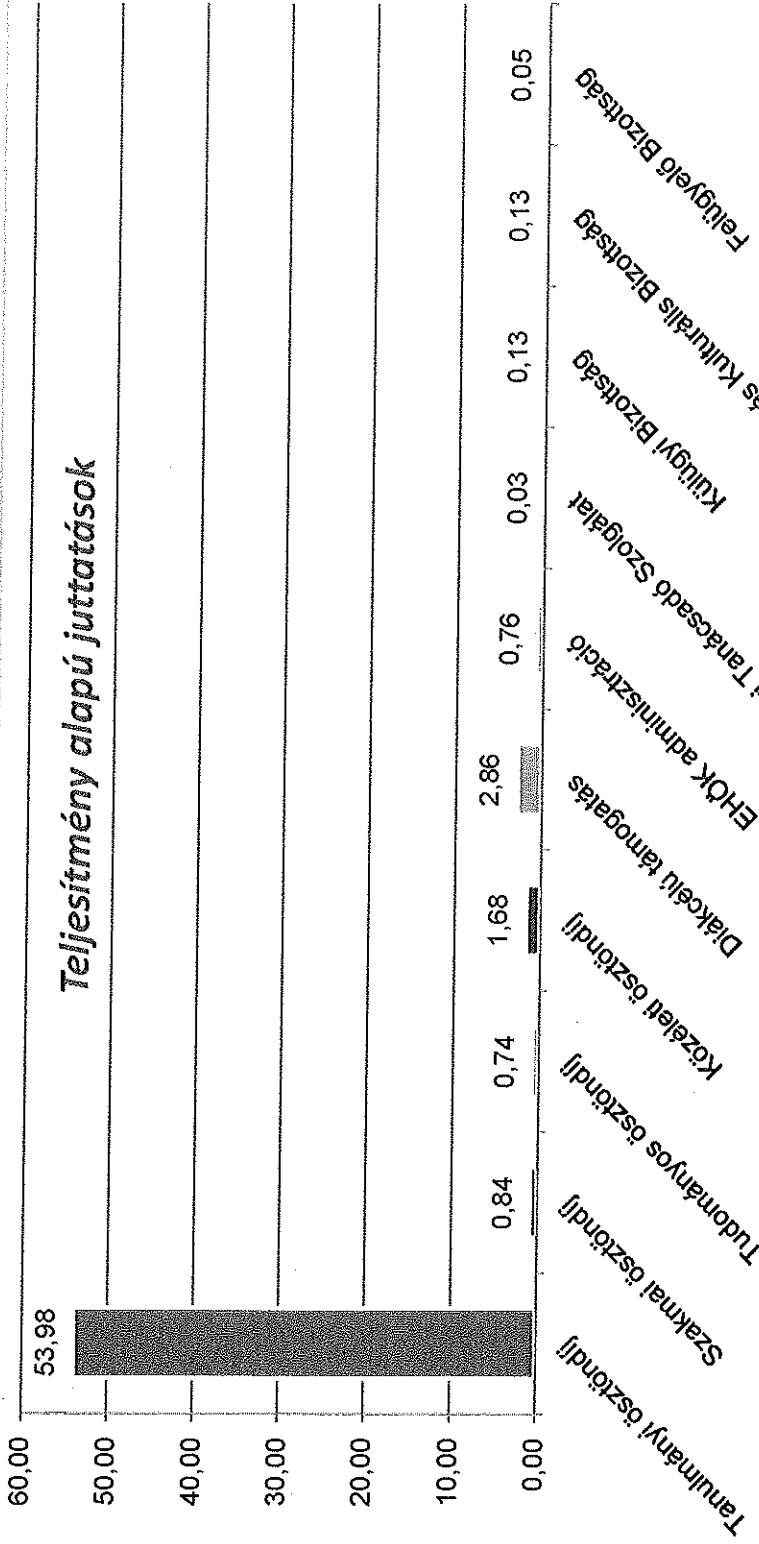 Teljesítmény alapú juttatások
60,00
50,00
40,00
30,00
20,00
10,00
0,00
53,98
0,84
0,74
1,68
2,86
0,76
0,03
0,13
0,13
0,05
Tanulmányi ösztöndíj
Szakmai ösztöndíj
Tudományos ösztöndíj
Közéleti ösztöndíj
Diákcélú támogatás
EHÖK adminisztráció
Tanácsadó Szolgálat
Külügyi Bizottság
és Kulturális Bizottság
Felügyelő Bizottság